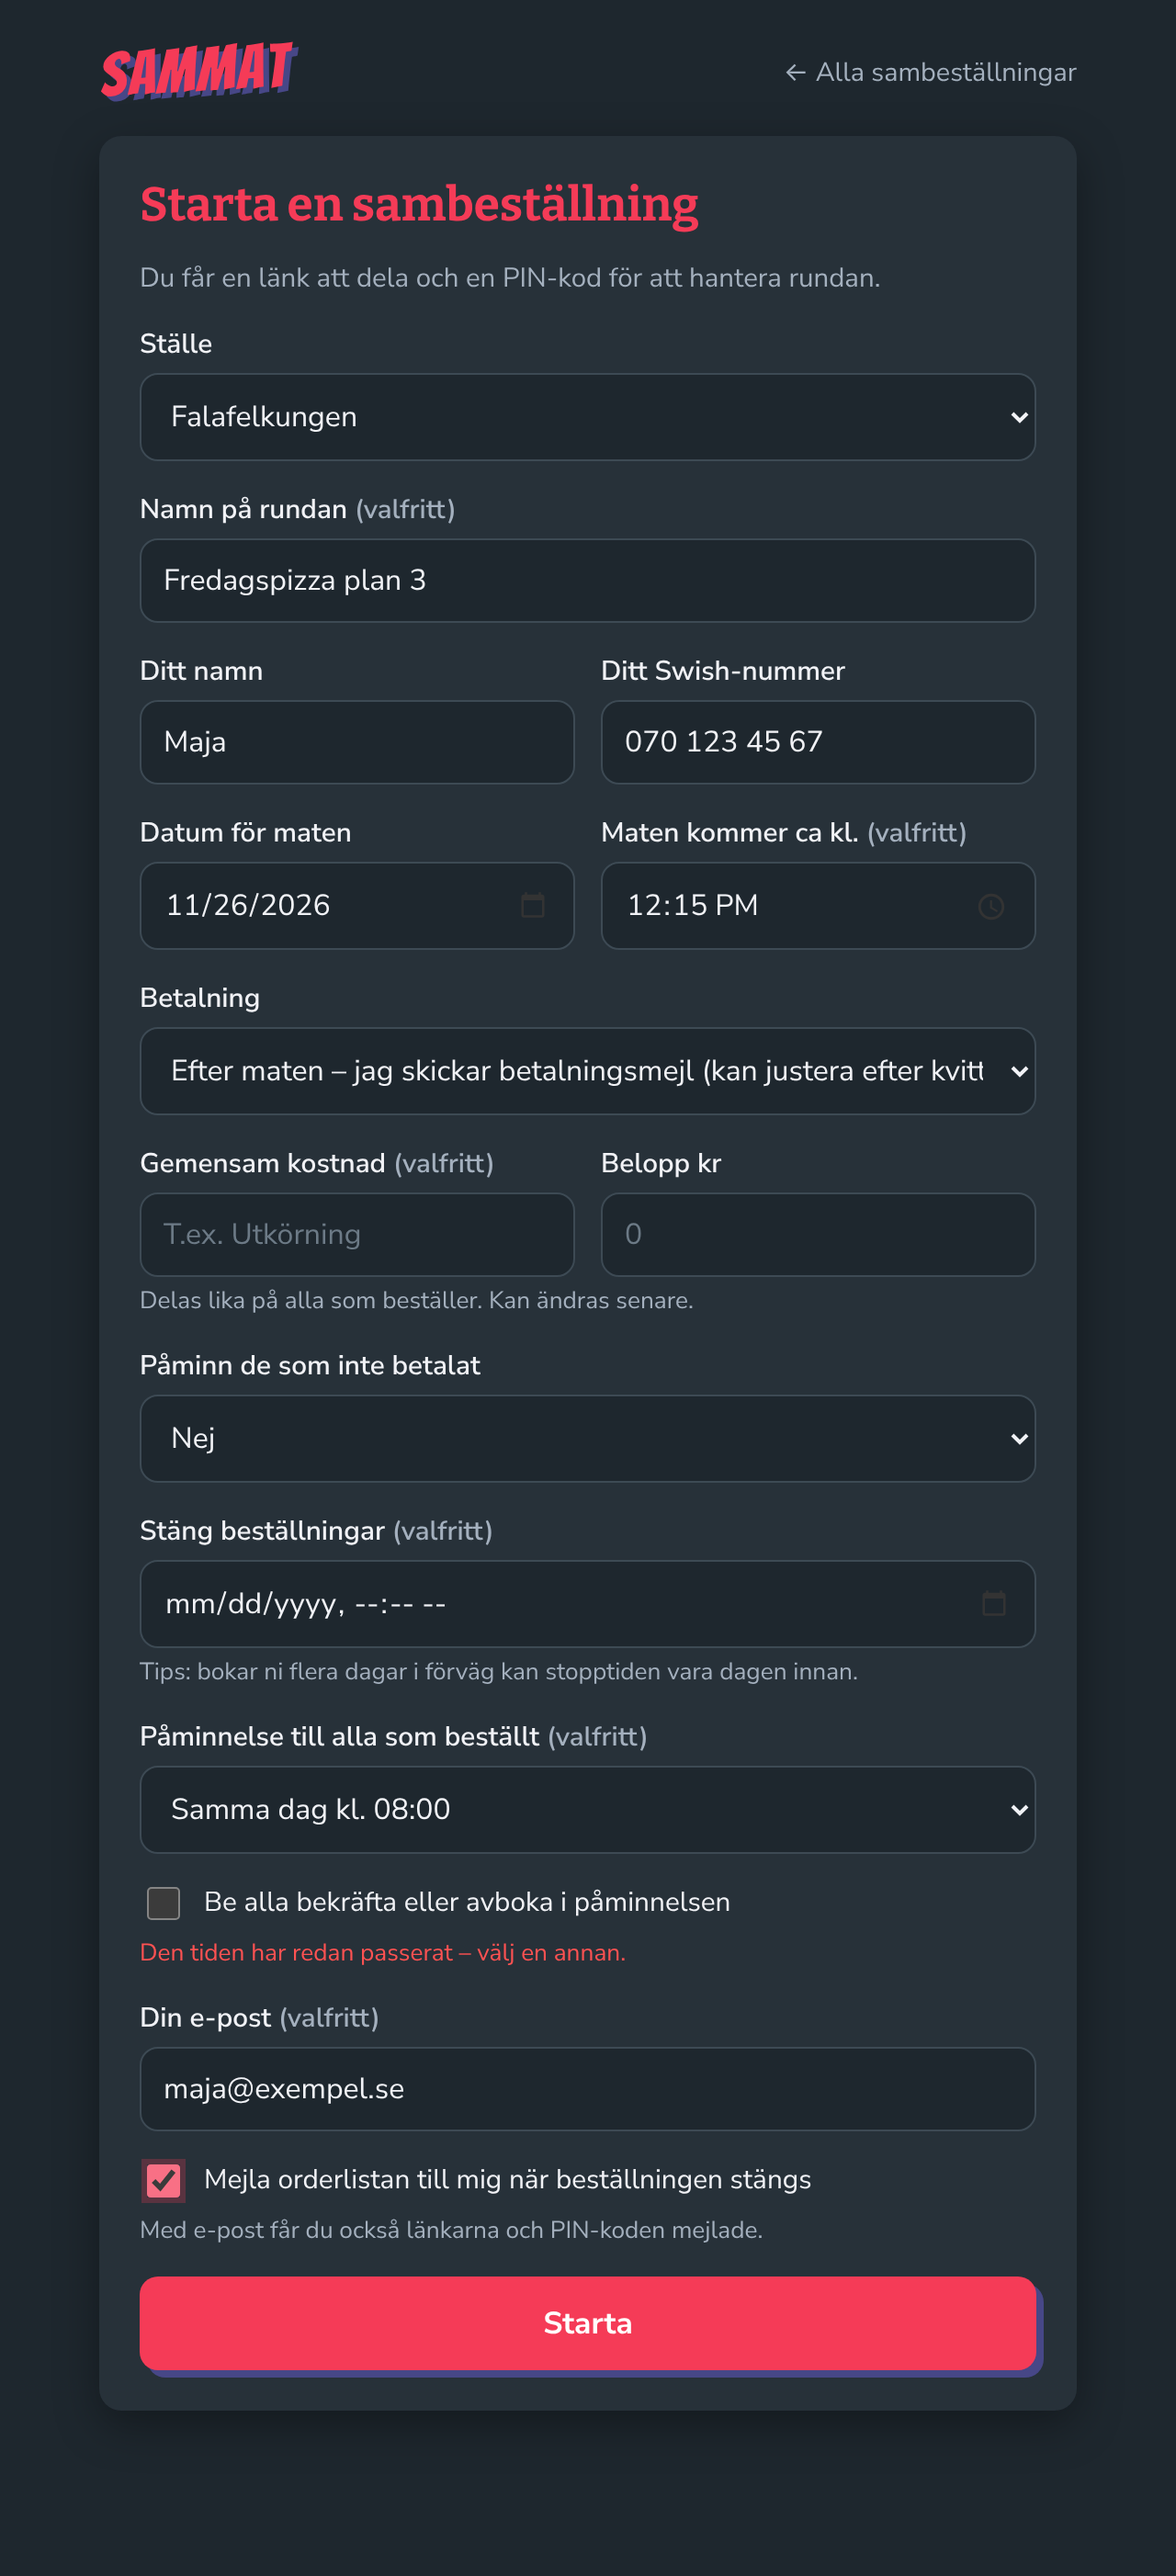 SAMMAT
← Alla sambeställningar
Starta en sambeställning
Du får en länk att dela och en PIN-kod för att hantera rundan.
Ställe
Falafelkungen
Namn på rundan (valfritt)
Fredagspizza plan 3
Ditt namn
Ditt Swish-nummer
Maja
070 123 45 67
Datum för maten
Maten kommer ca kl. (valfritt)
11/26/2026
12:15 PM
Betalning
Efter maten – jag skickar betalningsmejl (kan justera efter kvitt
Gemensam kostnad (valfritt)
Belopp kr
T.ex. Utkörning
0
Delas lika på alla som beställer. Kan ändras senare.
Påminn de som inte betalat
Nej
Stäng beställningar (valfritt)
mm/dd/yyyy, --:-- --
Tips: bokar ni flera dagar i förväg kan stopptiden vara dagen innan.
Påminnelse till alla som beställt (valfritt)
Samma dag kl. 08:00
Be alla bekräfta eller avboka i påminnelsen
Den tiden har redan passerat – välj en annan.
Din e-post (valfritt)
maja@exempel.se
Mejla orderlistan till mig när beställningen stängs
Med e-post får du också länkarna och PIN-koden mejlade.
Starta